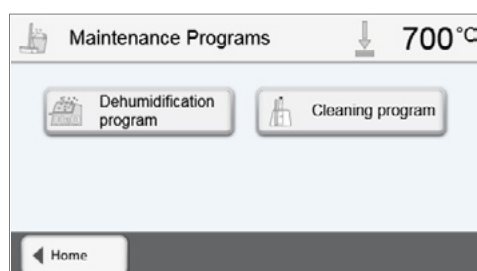 Maintenance Programs
700°C
Dehumidification
program
Cleaning program
Home